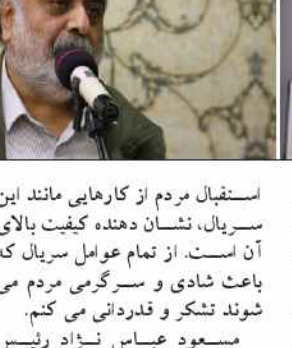 استقبال مردم از کارهایی مانند این
سریال، نشان دهنده کیفیت بالای
آن است. از تمام عوامل سریال که
باعث شادی و سرگرمی مردم می
شوند تشکر و قدردانی می کنم.
مسعود عباس نژاد رئیس